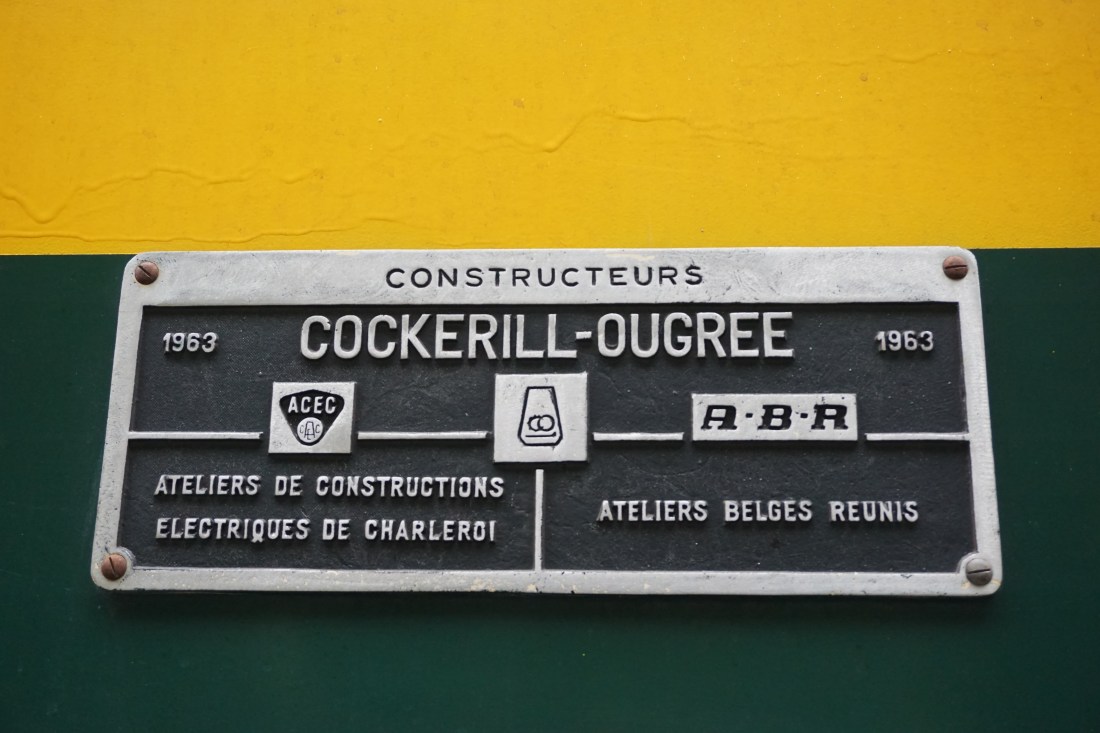 CONSTRUCTEURS
1963 COCKERILL-OUGREE 1963
ACEC
A·B·R
ATELIERS DE CONSTRUCTIONS
ELECTRIQUES DE CHARLEROI
ATELIERS BELGES REUNIS